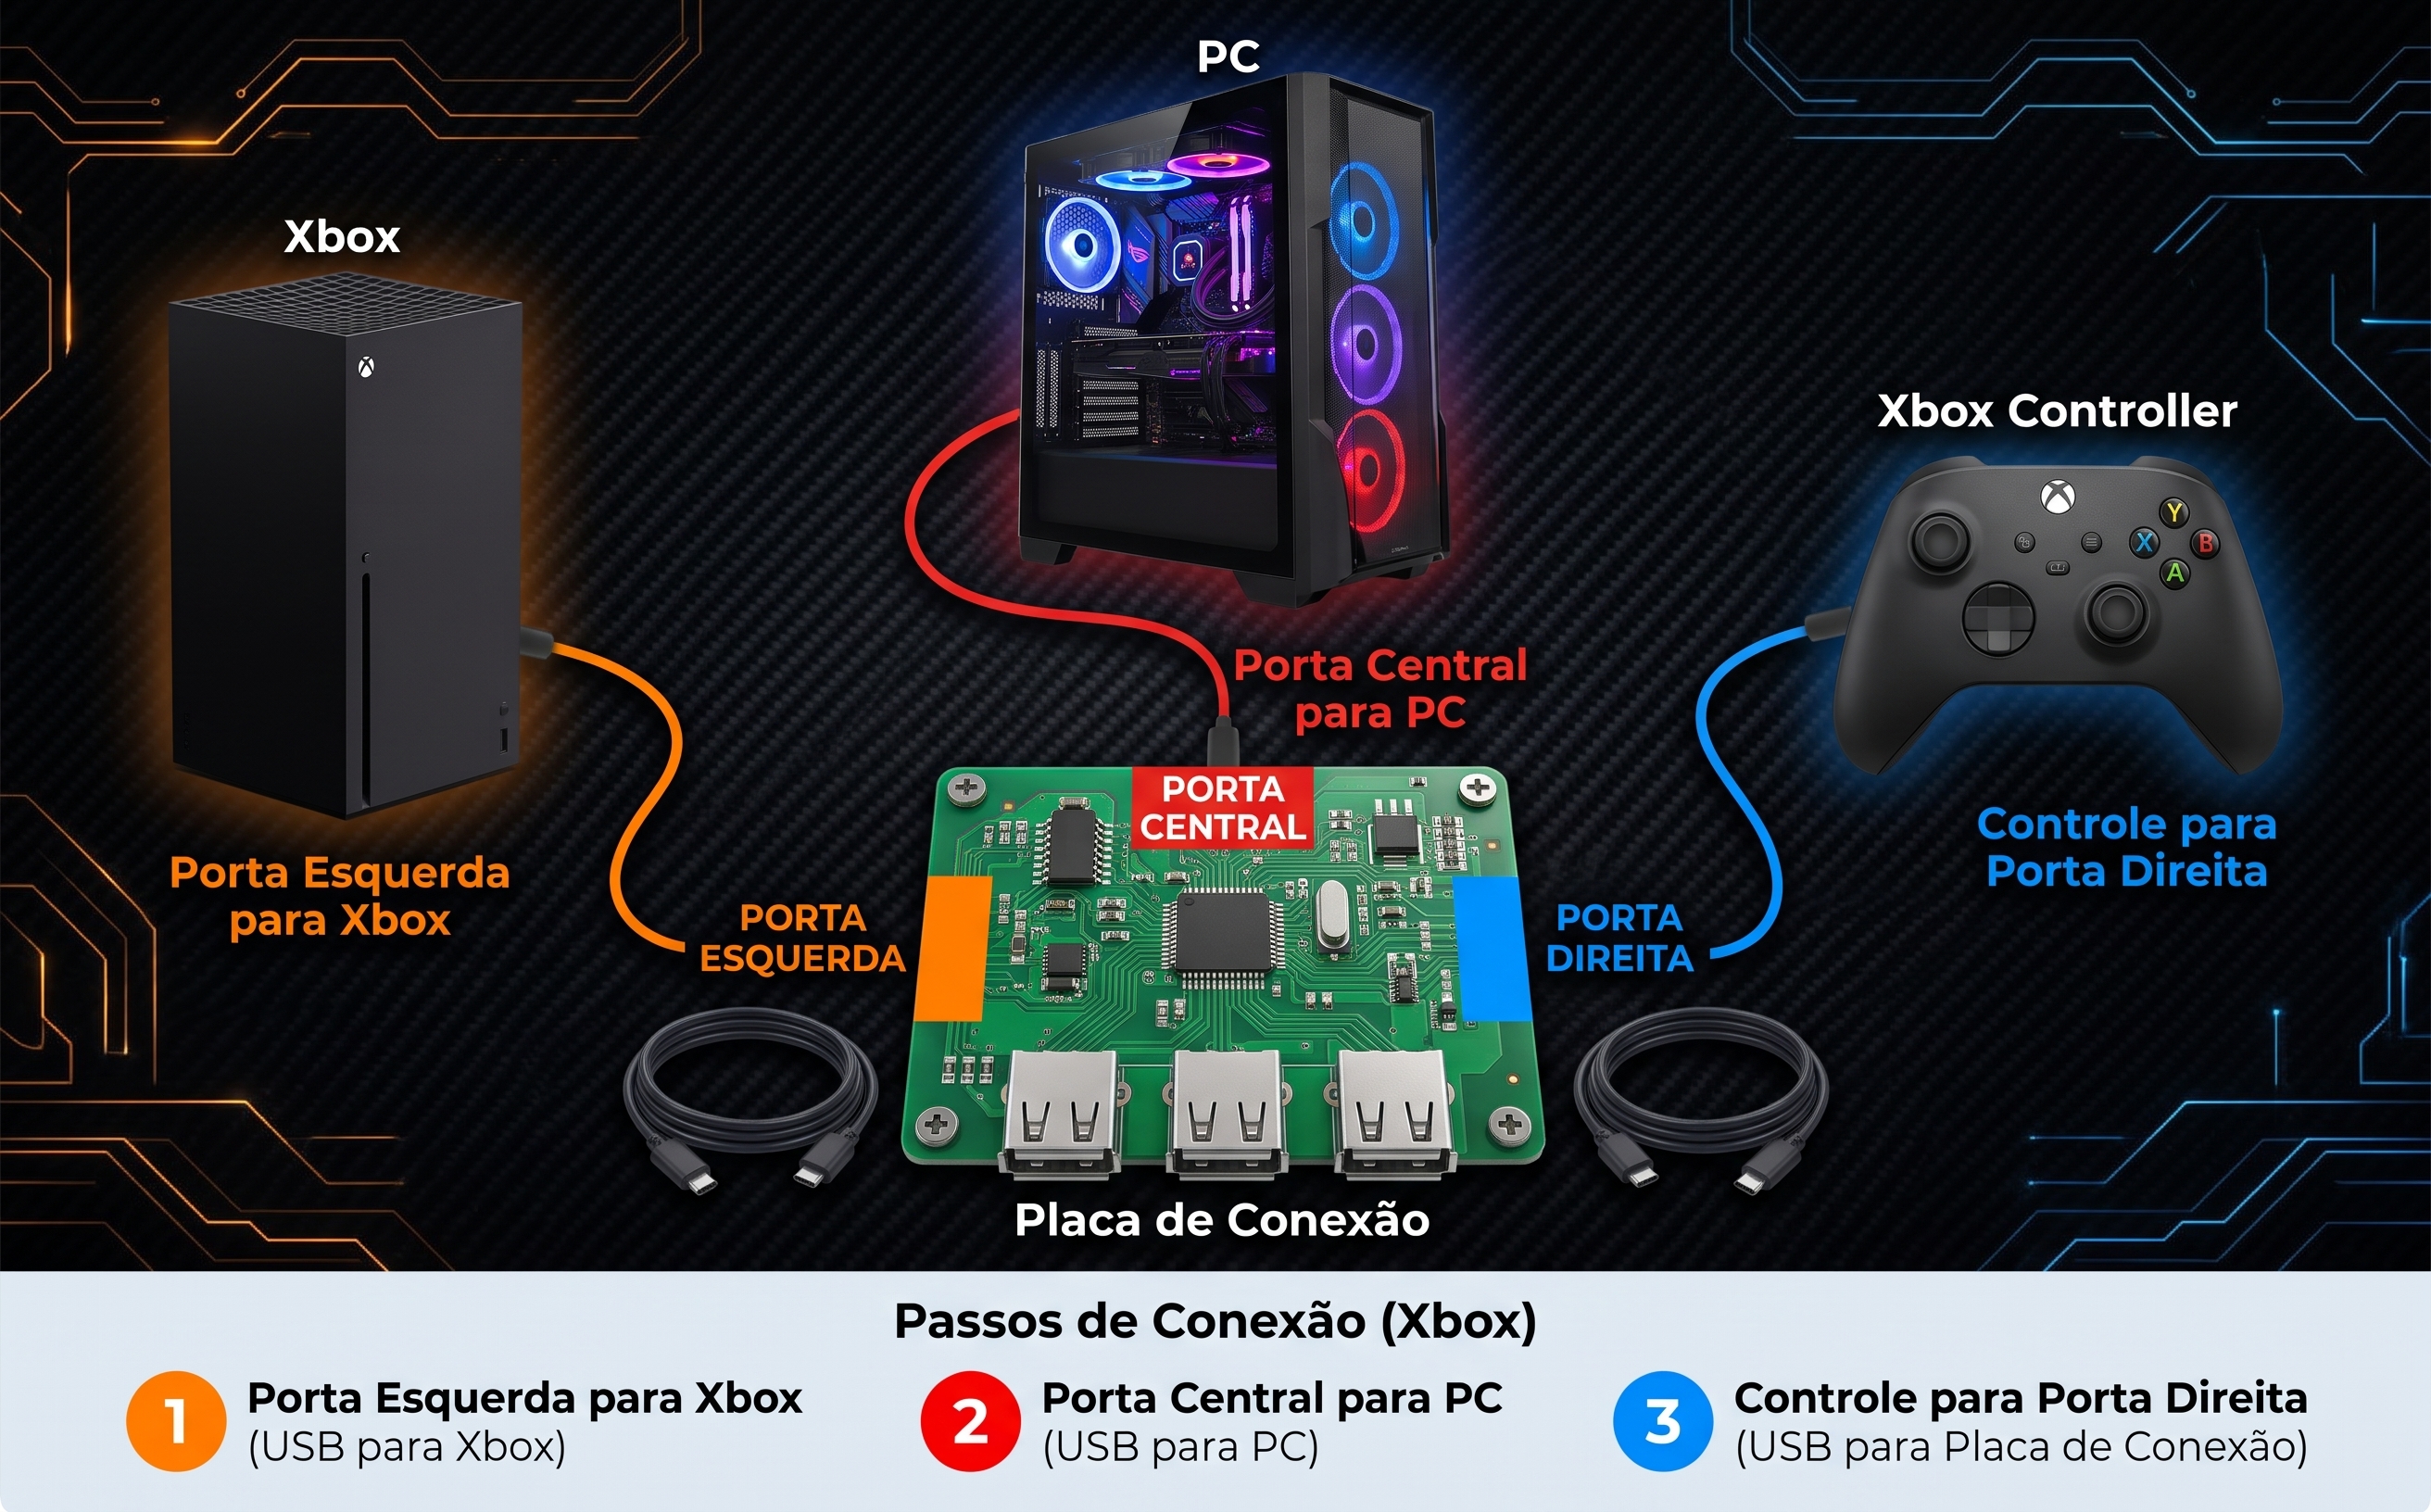 PC
Xbox
Xbox Controller
Y
X
B
A
Porta Central
para PC
PORTA
CENTRAL
Controle para
Porta Direita
Porta Esquerda
para Xbox
PORTA
ESQUERDA
PORTA
DIREITA
Placa de Conexão
Passos de Conexão (Xbox)
1
Porta Esquerda para Xbox
(USB para Xbox)
2
Porta Central para PC
(USB para PC)
3
Controle para Porta Direita
(USB para Placa de Conexão)